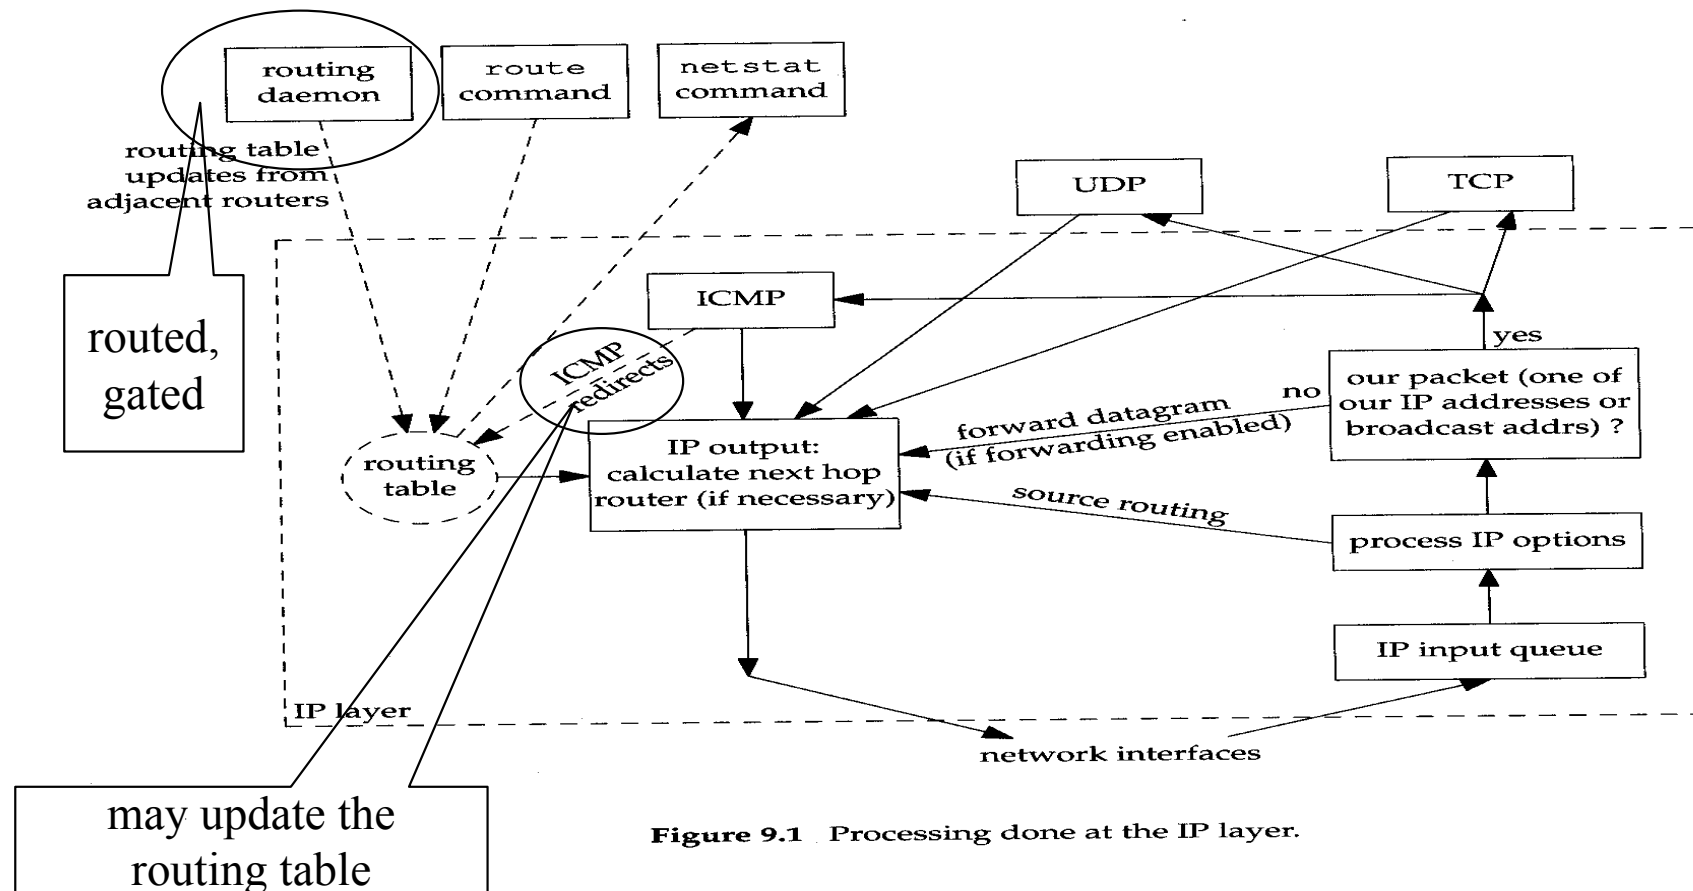 routing
daemon
route
command
netstat
command
routing table
updates from
adjacent routers
UDP
TCP
ICMP
routed,
gated
ICMP
redirects
yes
our packet (one of
our IP addresses or
broadcast addrs) ?
no
forward datagram
(if forwarding enabled)
IP output:
calculate next hop
router (if necessary)
routing
table
source routing
process IP options
IP input queue
IP layer
network interfaces
may update the
routing table
Figure 9.1 Processing done at the IP layer.